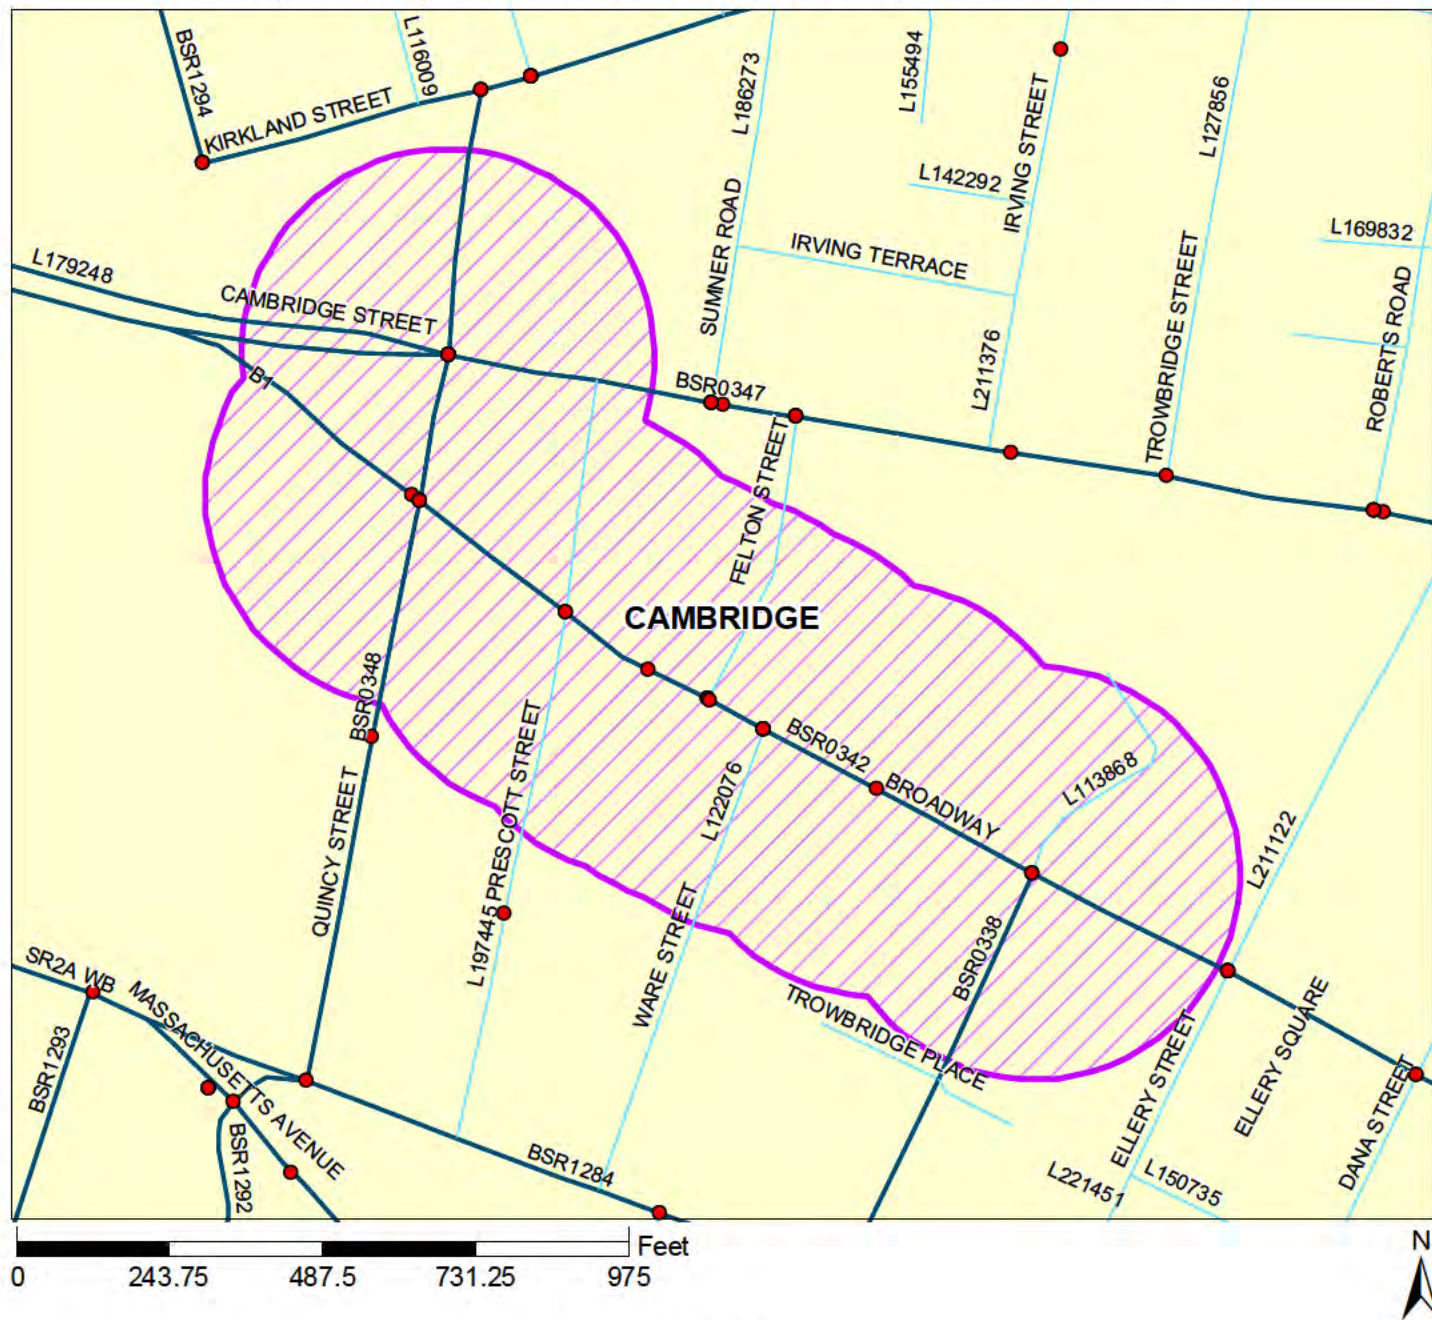 BSR1294
L116009
KIRKLAND STREET
L186273
L155494
IRVING STREET
L127856
L142292
SUMNER ROAD
IRVING TERRACE
L169832
TROWBRIDGE STREET
ROBERTS ROAD
L179248
CAMBRIDGE STREET
B1
BSR0347
L211376
FELTON STREET
CAMBRIDGE
BSR0348
PRESCOTT STREET
L122076
BSR0342
BROADWAY
L113868
L211122
QUINCY STREET
L197445
WARE STREET
BSR0338
SR2A WB
MASSACHUSETTS AVENUE
TROWBRIDGE PLACE
ELLERY STREET
ELLERY SQUARE
DANA STREET
BSR1293
BSR1292
BSR1284
L221451
L150735
0 243.75 487.5 731.25 975 Feet
N